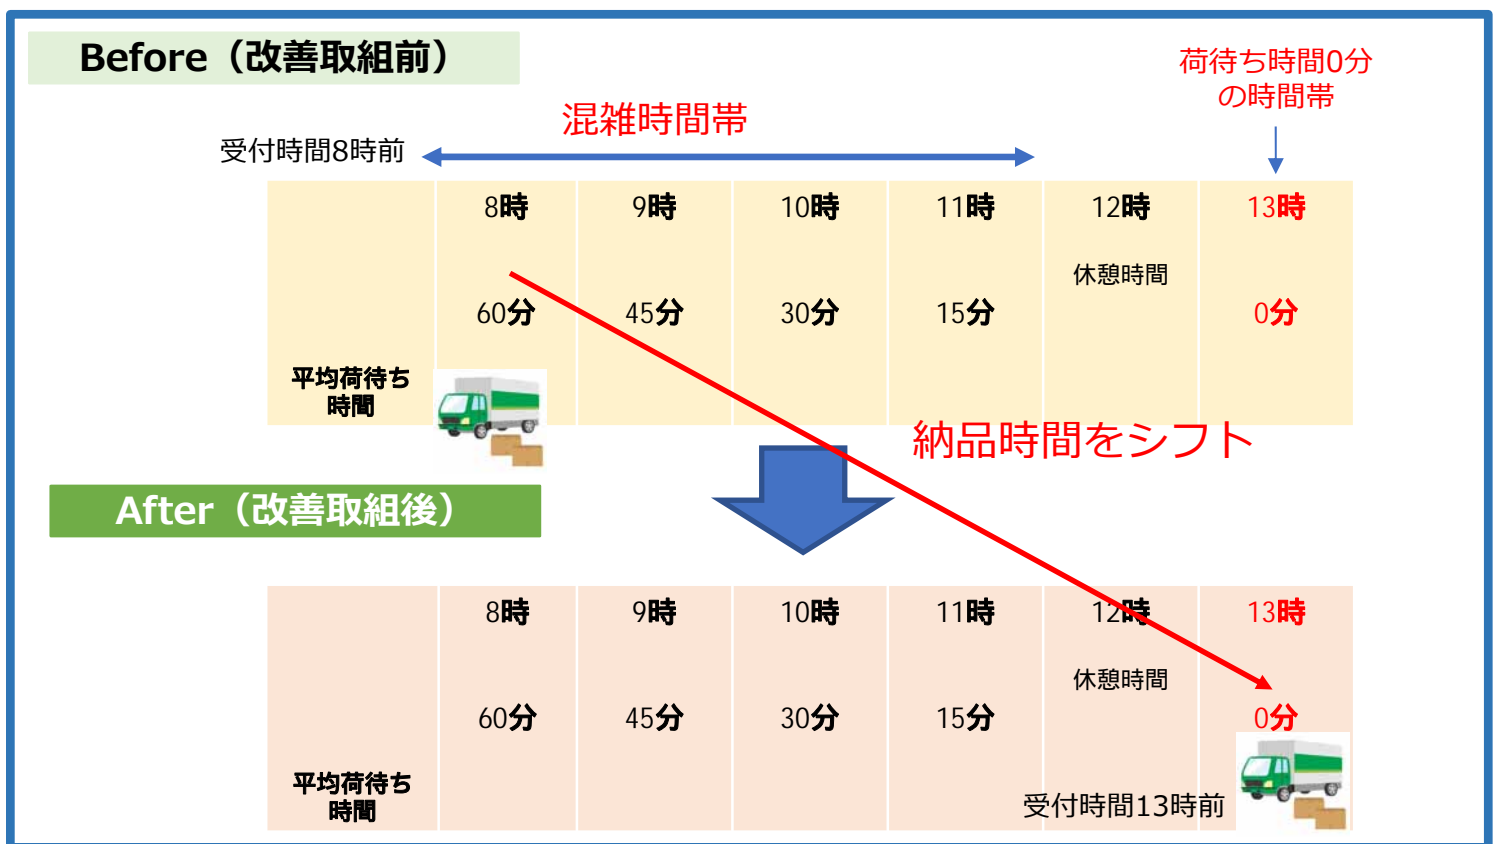 Before（改善取組前）
荷待ち時間0分
の時間帯
混雑時間帯
受付時間8時前
8時 9時 10時 11時 12時 13時
休憩時間
60分 45分 30分 15分 0分
平均荷待ち
時間
納品時間をシフト
After（改善取組後）
8時 9時 10時 11時 12時 13時
休憩時間
60分 45分 30分 15分 0分
平均荷待ち
時間
受付時間13時前